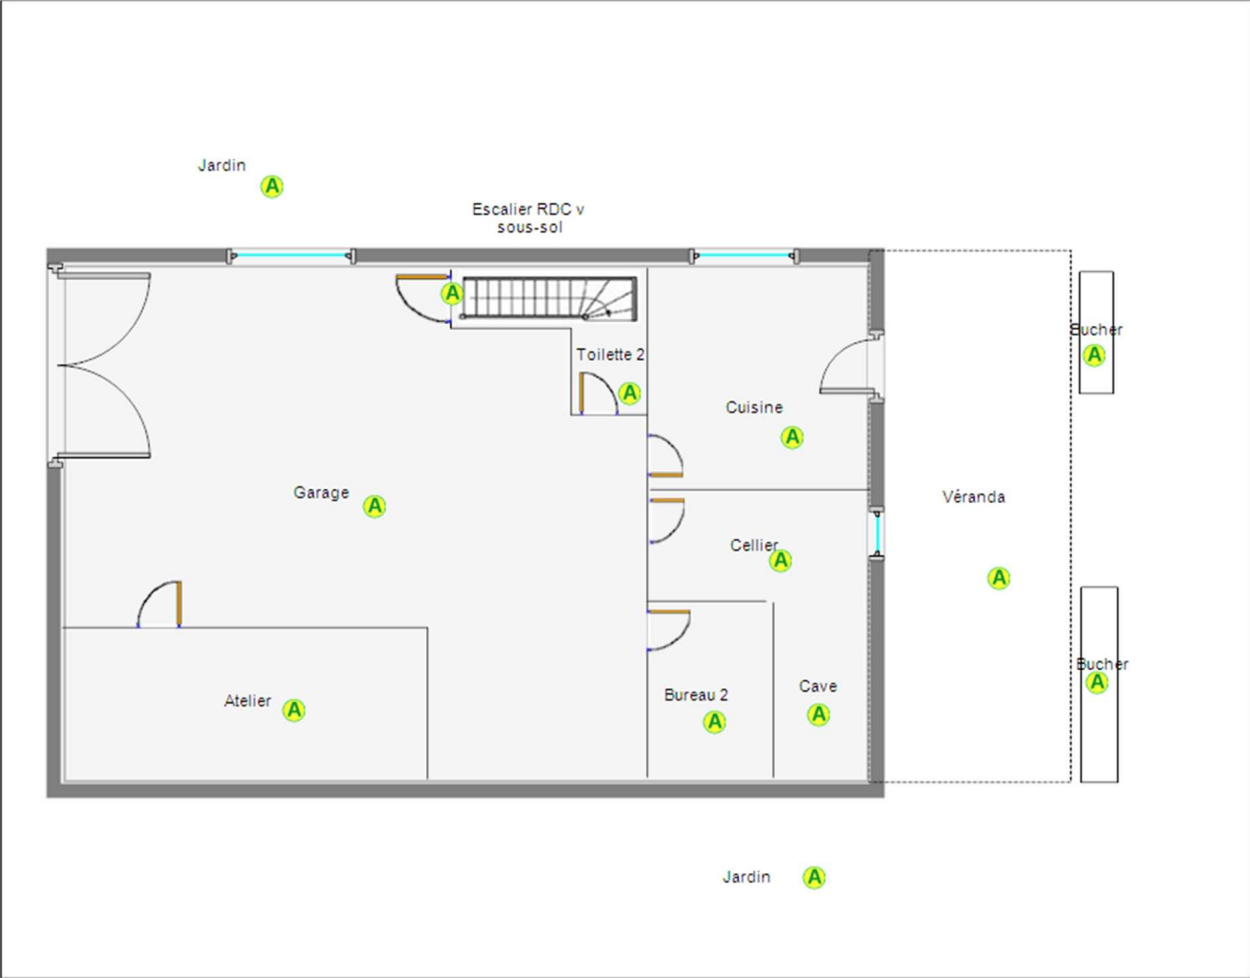 Jardin
A
Escalier RDC v
sous-sol
A
Toilette 2
A
Bucher
A
Cuisine
A
Garage
A
Véranda
A
Cellier
A
Atelier
A
Bureau 2
A
Cave
A
Bucher
A
Jardin
A